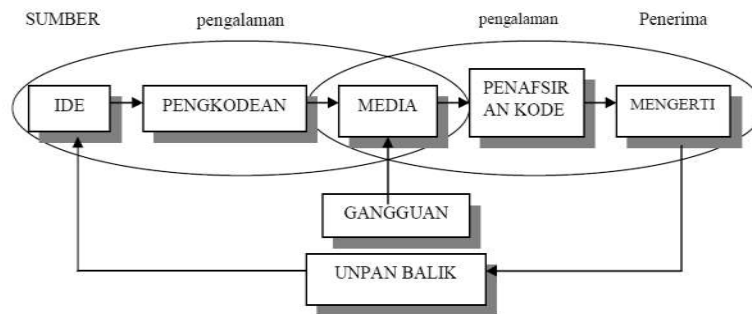 SUMBER pengalaman pengalaman Penerima
IDE PENGKODEAN MEDIA PENAFSIR
AN KODE MENGERTI
GANGGUAN
UNPAN BALIK